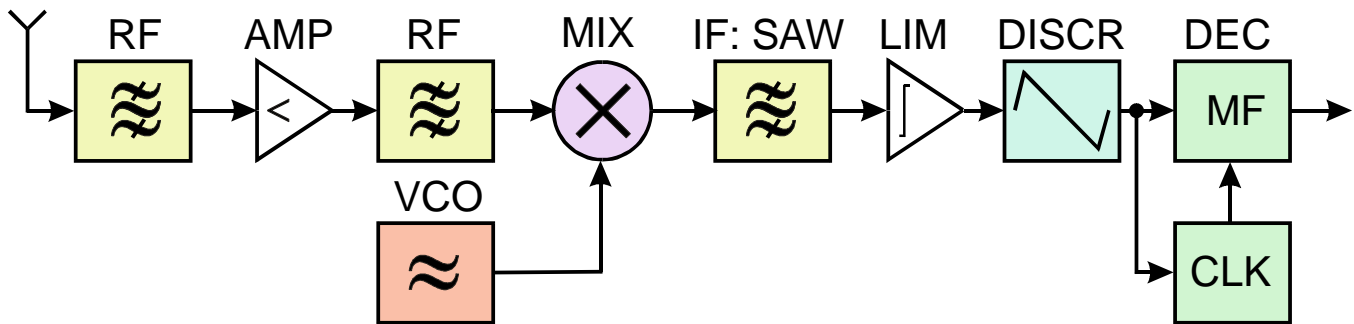 RF AMP RF MIX IF: SAW LIM DISCR DEC
<
MF
VCO
CLK